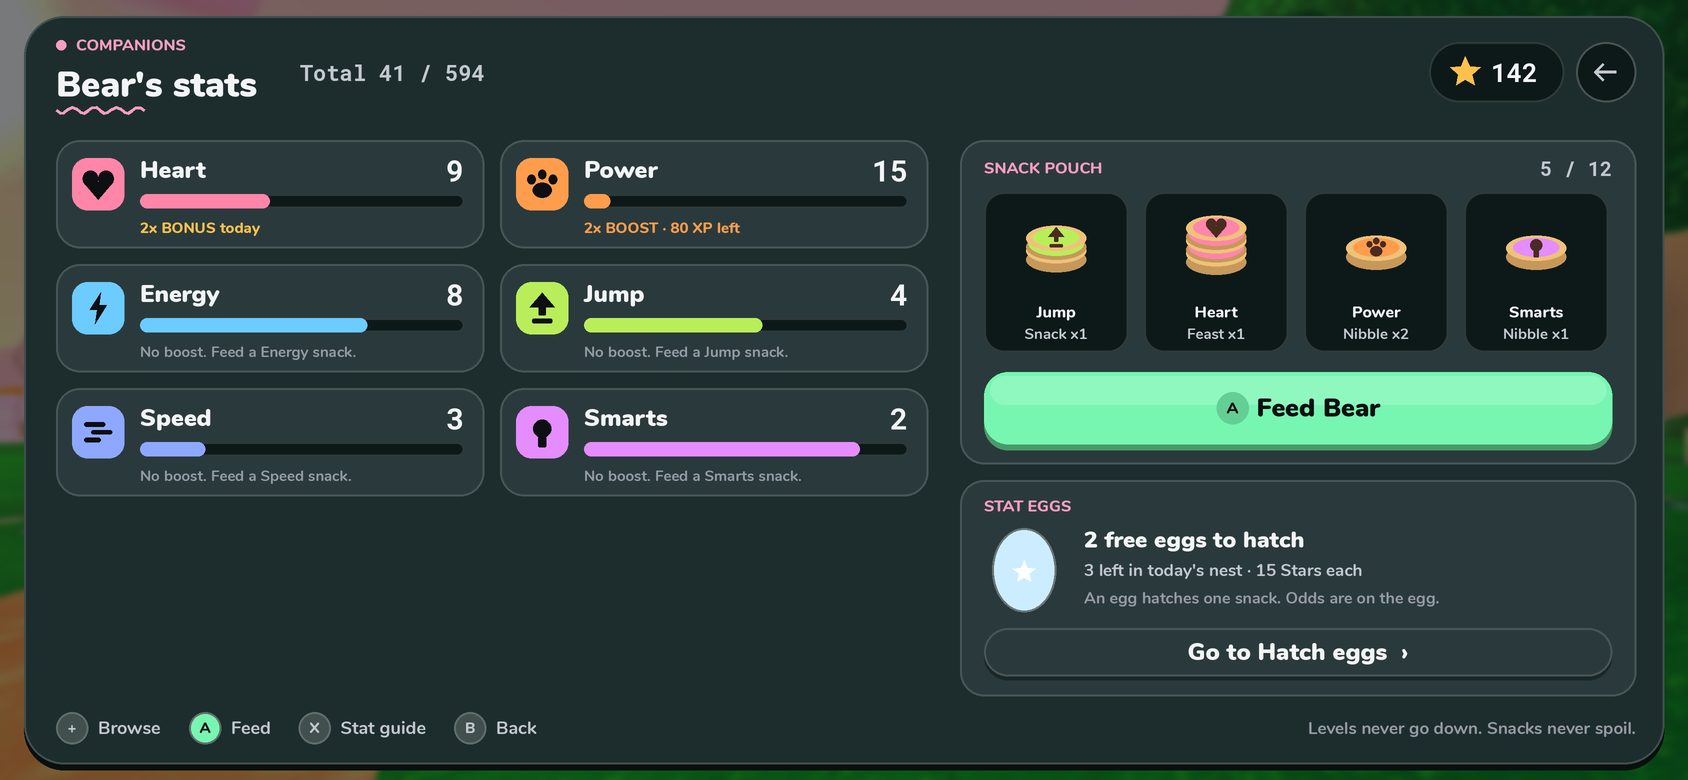 COMPANIONS
Bear's stats
Total 41 / 594
142
Heart 9
2x BONUS today
Power 15
2x BOOST · 80 XP left
Energy 8
No boost. Feed a Energy snack.
Jump 4
No boost. Feed a Jump snack.
Speed 3
No boost. Feed a Speed snack.
Smarts 2
No boost. Feed a Smarts snack.
SNACK POUCH 5 / 12
Jump
Snack x1
Heart
Feast x1
Power
Nibble x2
Smarts
Nibble x1
A Feed Bear
STAT EGGS
2 free eggs to hatch
3 left in today's nest · 15 Stars each
An egg hatches one snack. Odds are on the egg.
Go to Hatch eggs ›
+ Browse A Feed X Stat guide B Back
Levels never go down. Snacks never spoil.